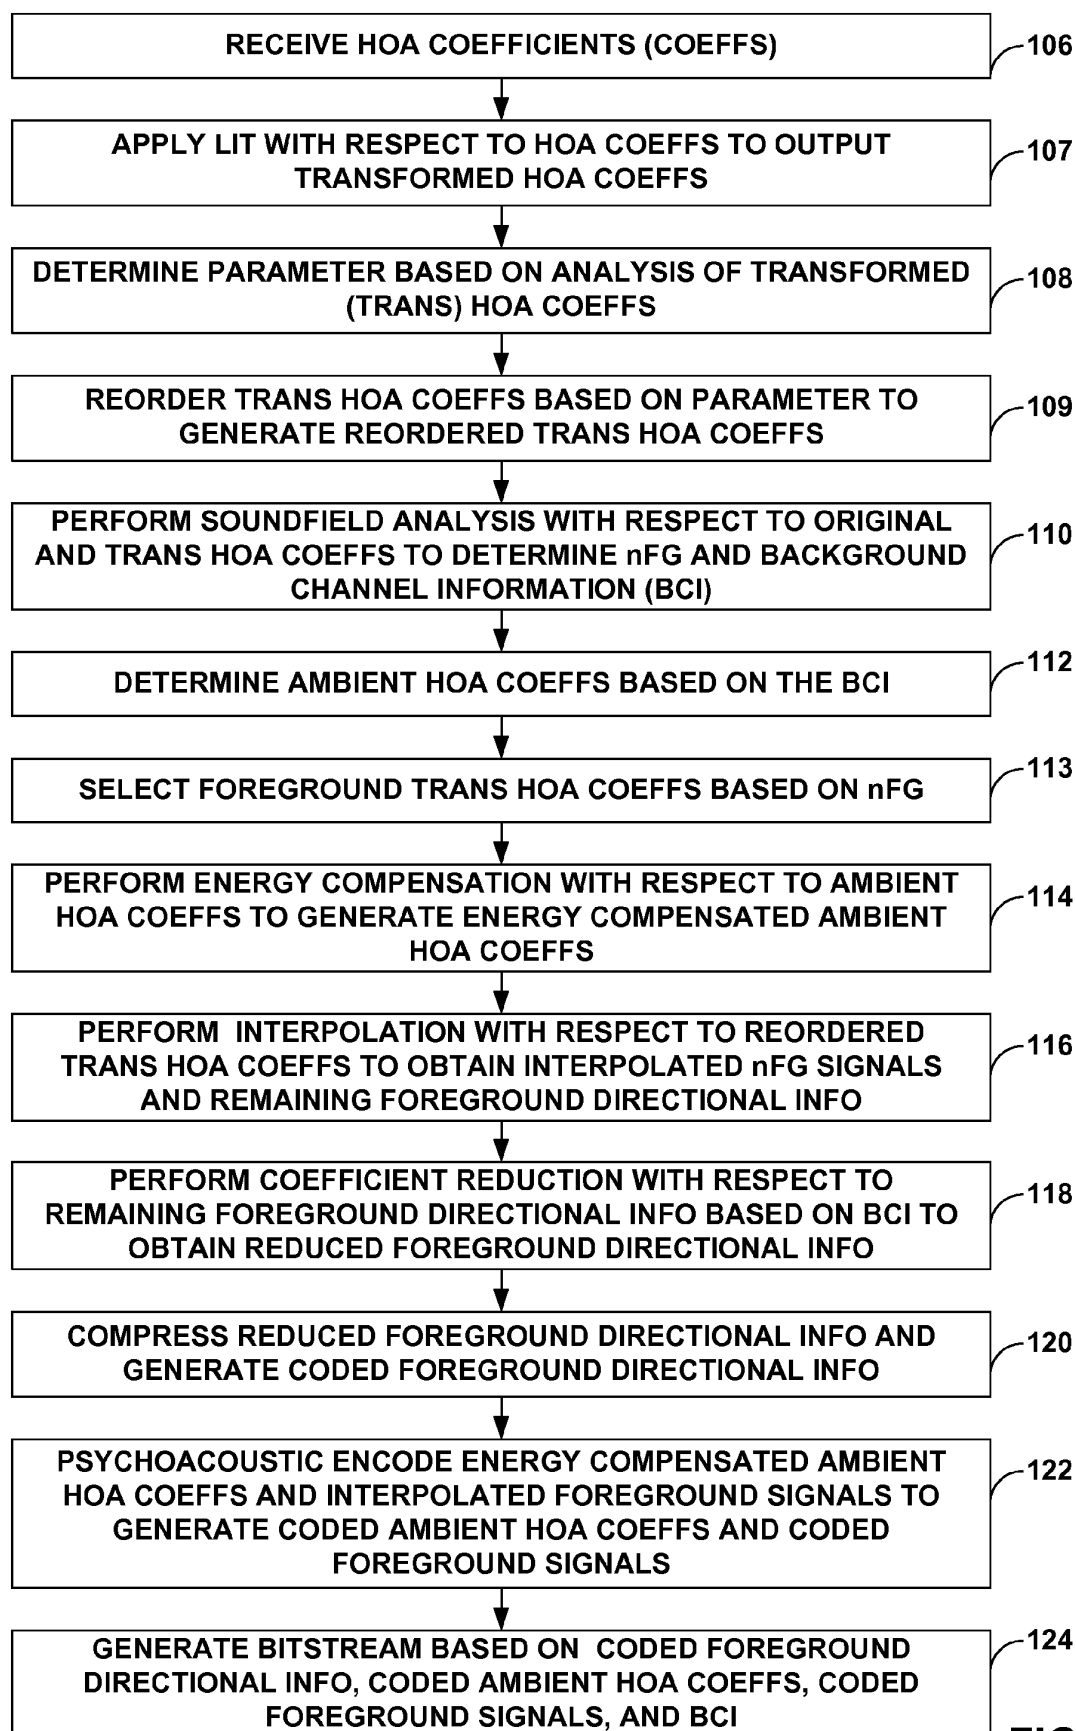 RECEIVE HOA COEFFICIENTS (COEFFS)
106
APPLY LIT WITH RESPECT TO HOA COEFFS TO OUTPUT
TRANSFORMED HOA COEFFS
107
DETERMINE PARAMETER BASED ON ANALYSIS OF TRANSFORMED
(TRANS) HOA COEFFS
108
REORDER TRANS HOA COEFFS BASED ON PARAMETER TO
GENERATE REORDERED TRANS HOA COEFFS
109
PERFORM SOUNDFIELD ANALYSIS WITH RESPECT TO ORIGINAL
AND TRANS HOA COEFFS TO DETERMINE nFG AND BACKGROUND
CHANNEL INFORMATION (BCI)
110
DETERMINE AMBIENT HOA COEFFS BASED ON THE BCI
112
SELECT FOREGROUND TRANS HOA COEFFS BASED ON nFG
113
PERFORM ENERGY COMPENSATION WITH RESPECT TO AMBIENT
HOA COEFFS TO GENERATE ENERGY COMPENSATED AMBIENT
HOA COEFFS
114
PERFORM INTERPOLATION WITH RESPECT TO REORDERED
TRANS HOA COEFFS TO OBTAIN INTERPOLATED nFG SIGNALS
AND REMAINING FOREGROUND DIRECTIONAL INFO
116
PERFORM COEFFICIENT REDUCTION WITH RESPECT TO
REMAINING FOREGROUND DIRECTIONAL INFO BASED ON BCI TO
OBTAIN REDUCED FOREGROUND DIRECTIONAL INFO
118
COMPRESS REDUCED FOREGROUND DIRECTIONAL INFO AND
GENERATE CODED FOREGROUND DIRECTIONAL INFO
120
PSYCHOACOUSTIC ENCODE ENERGY COMPENSATED AMBIENT
HOA COEFFS AND INTERPOLATED FOREGROUND SIGNALS TO
GENERATE CODED AMBIENT HOA COEFFS AND CODED
FOREGROUND SIGNALS
122
GENERATE BITSTREAM BASED ON CODED FOREGROUND
DIRECTIONAL INFO, CODED AMBIENT HOA COEFFS, CODED
FOREGROUND SIGNALS, AND BCI
124